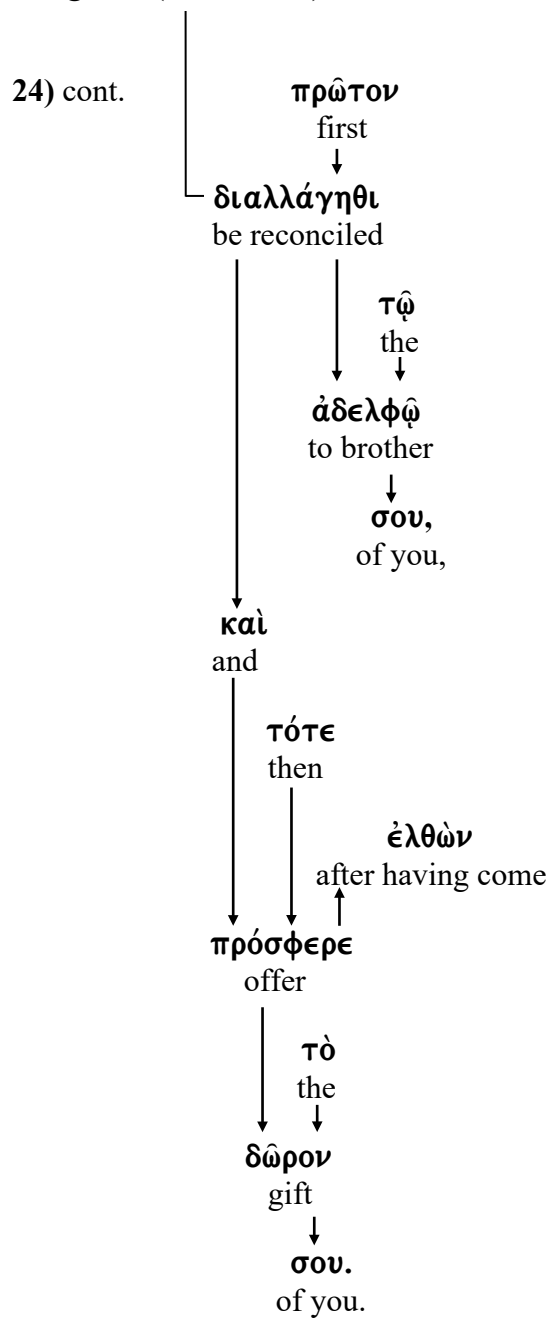 24) cont.
πρῶτον
first
διαλλάγηθι
be reconciled
τῷ
the
ἀδελφῷ
to brother
σου,
of you,
καὶ
and
τότε
then
ἐλθὼν
after having come
πρόσφερε
offer
τὸ
the
δῶρον
gift
σου.
of you.